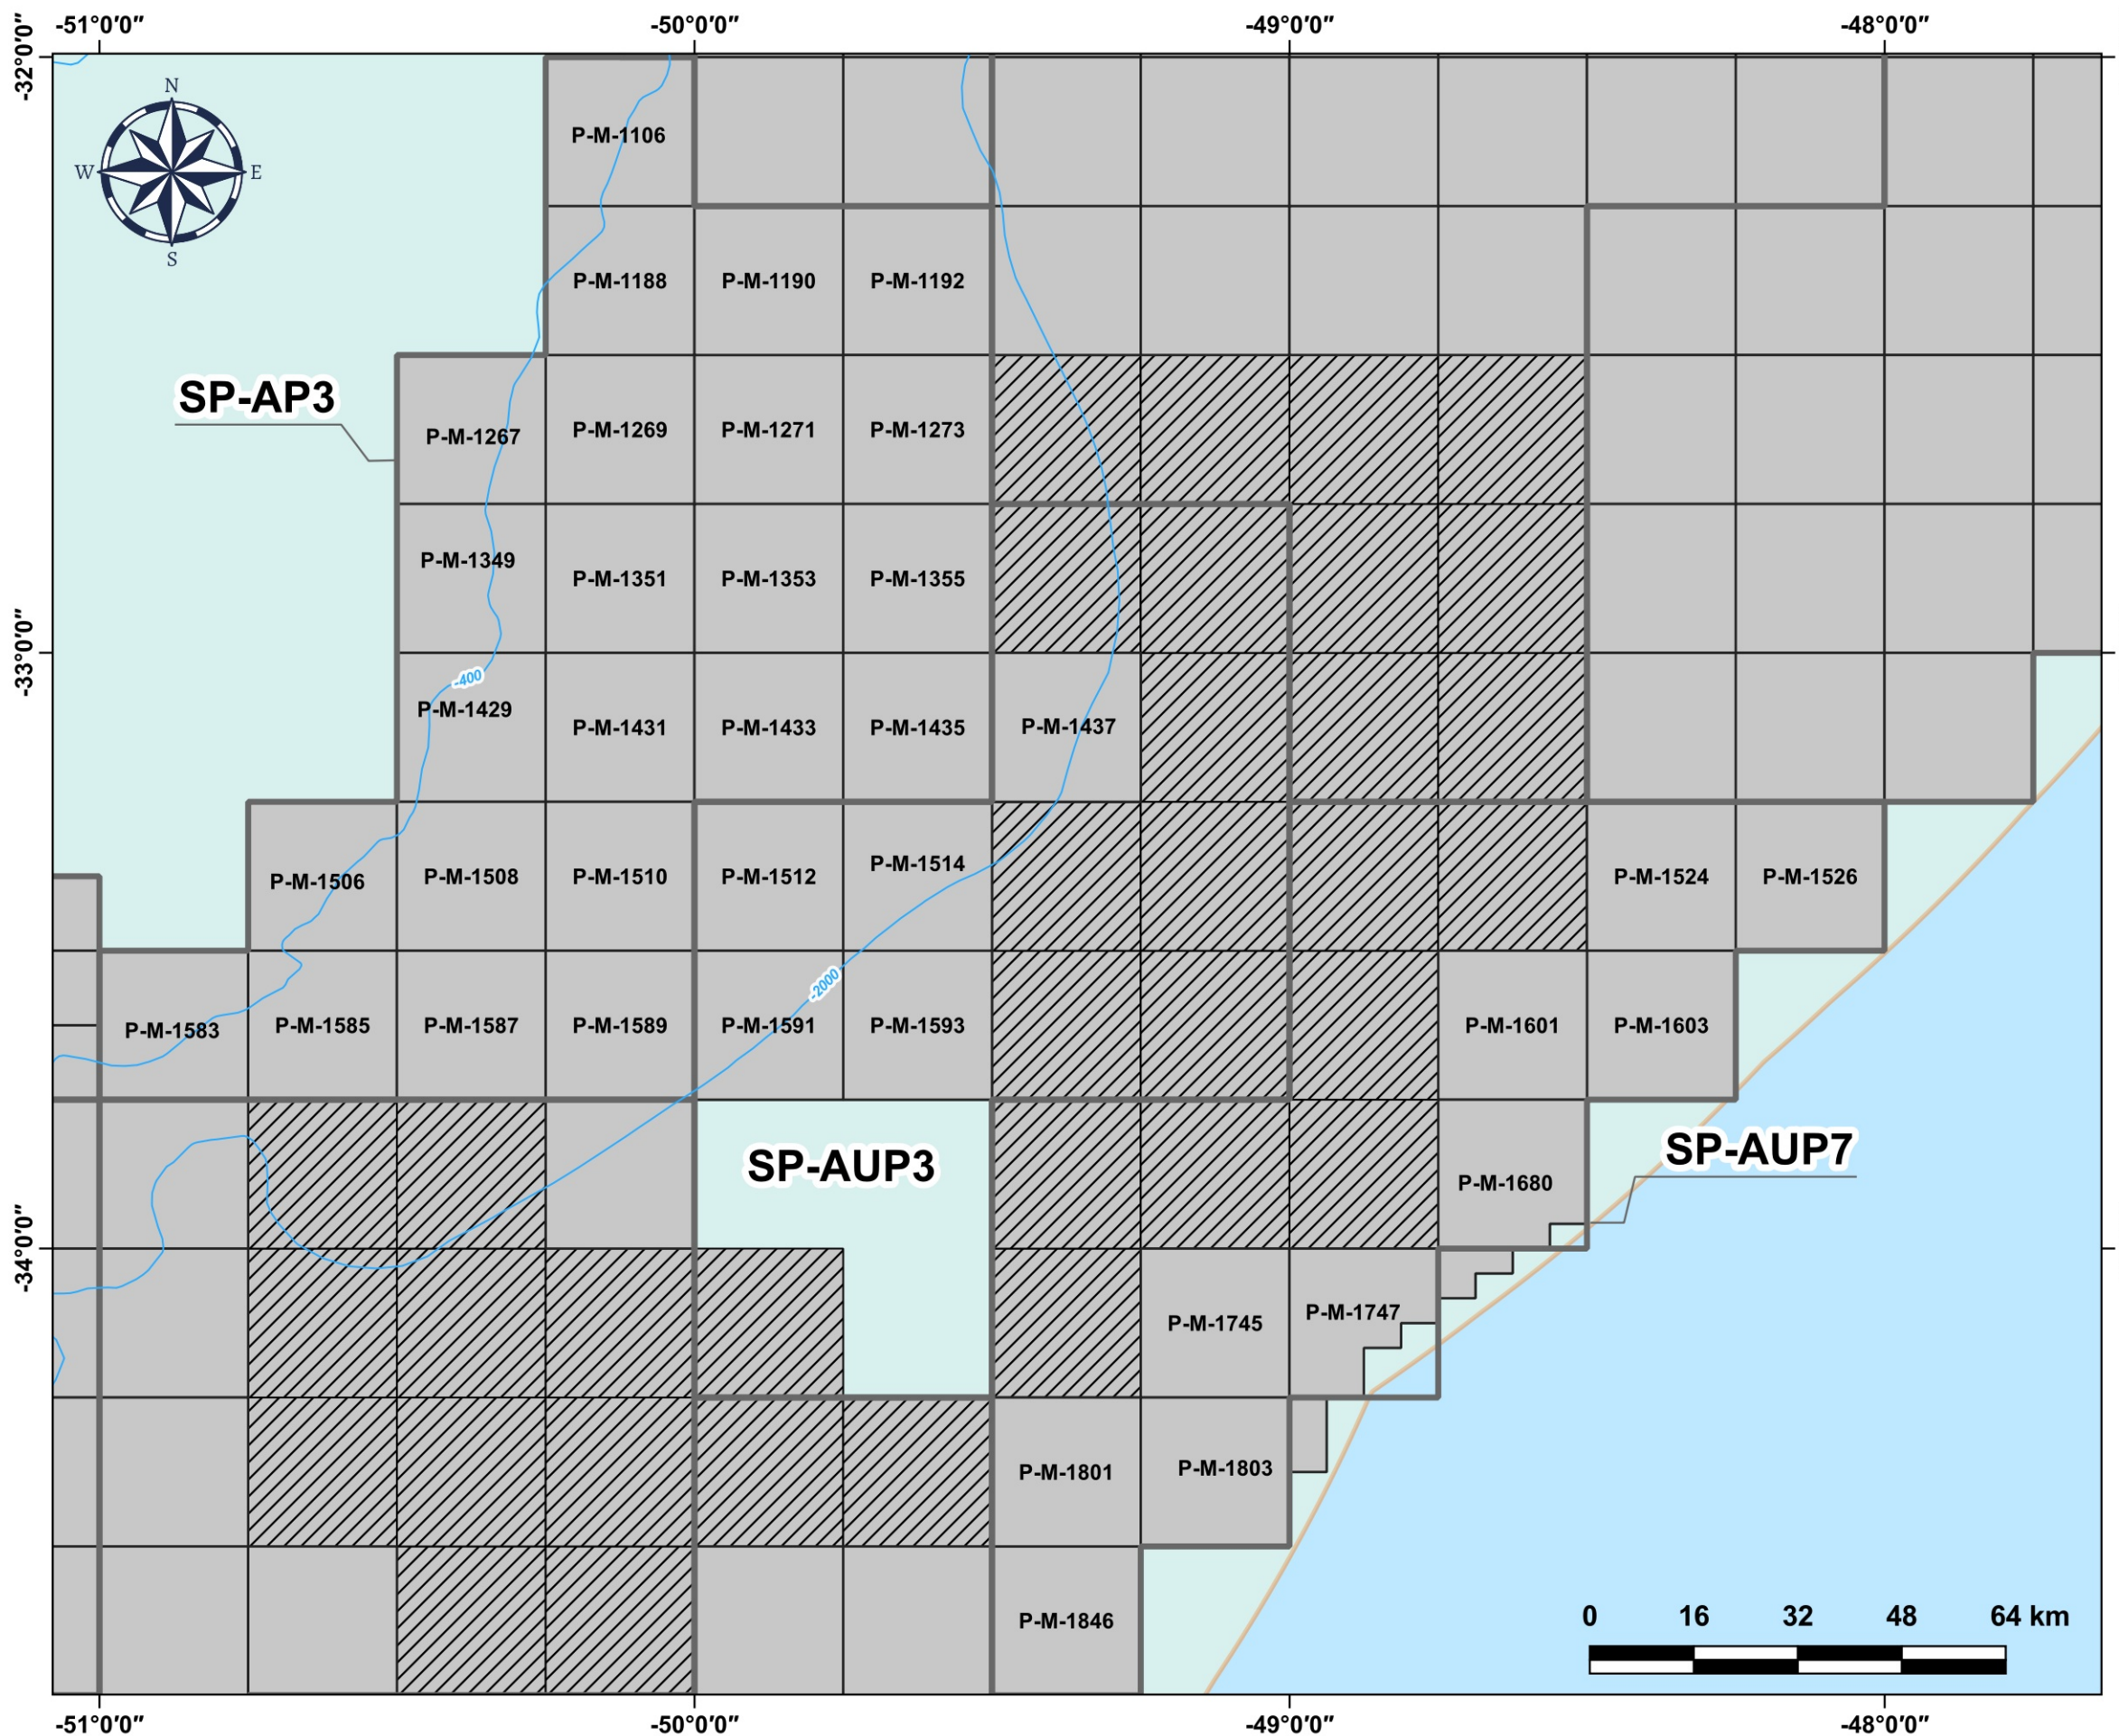 -51°0′0″ -50°0′0″ -49°0′0″ -48°0′0″
-32°0′0″
N
W E
S
P-M-1106
P-M-1188 P-M-1190 P-M-1192
SP-AP3
P-M-1267 P-M-1269 P-M-1271 P-M-1273
P-M-1349 P-M-1351 P-M-1353 P-M-1355
-33°0′0″
-400
P-M-1429 P-M-1431 P-M-1433 P-M-1435 P-M-1437
P-M-1506 P-M-1508 P-M-1510 P-M-1512 P-M-1514 P-M-1524 P-M-1526
-2000
P-M-1583 P-M-1585 P-M-1587 P-M-1589 P-M-1591 P-M-1593 P-M-1601 P-M-1603
SP-AUP3 SP-AUP7
P-M-1680
-34°0′0″
P-M-1745 P-M-1747
P-M-1801 P-M-1803
P-M-1846
0 16 32 48 64 km
-51°0′0″ -50°0′0″ -49°0′0″ -48°0′0″